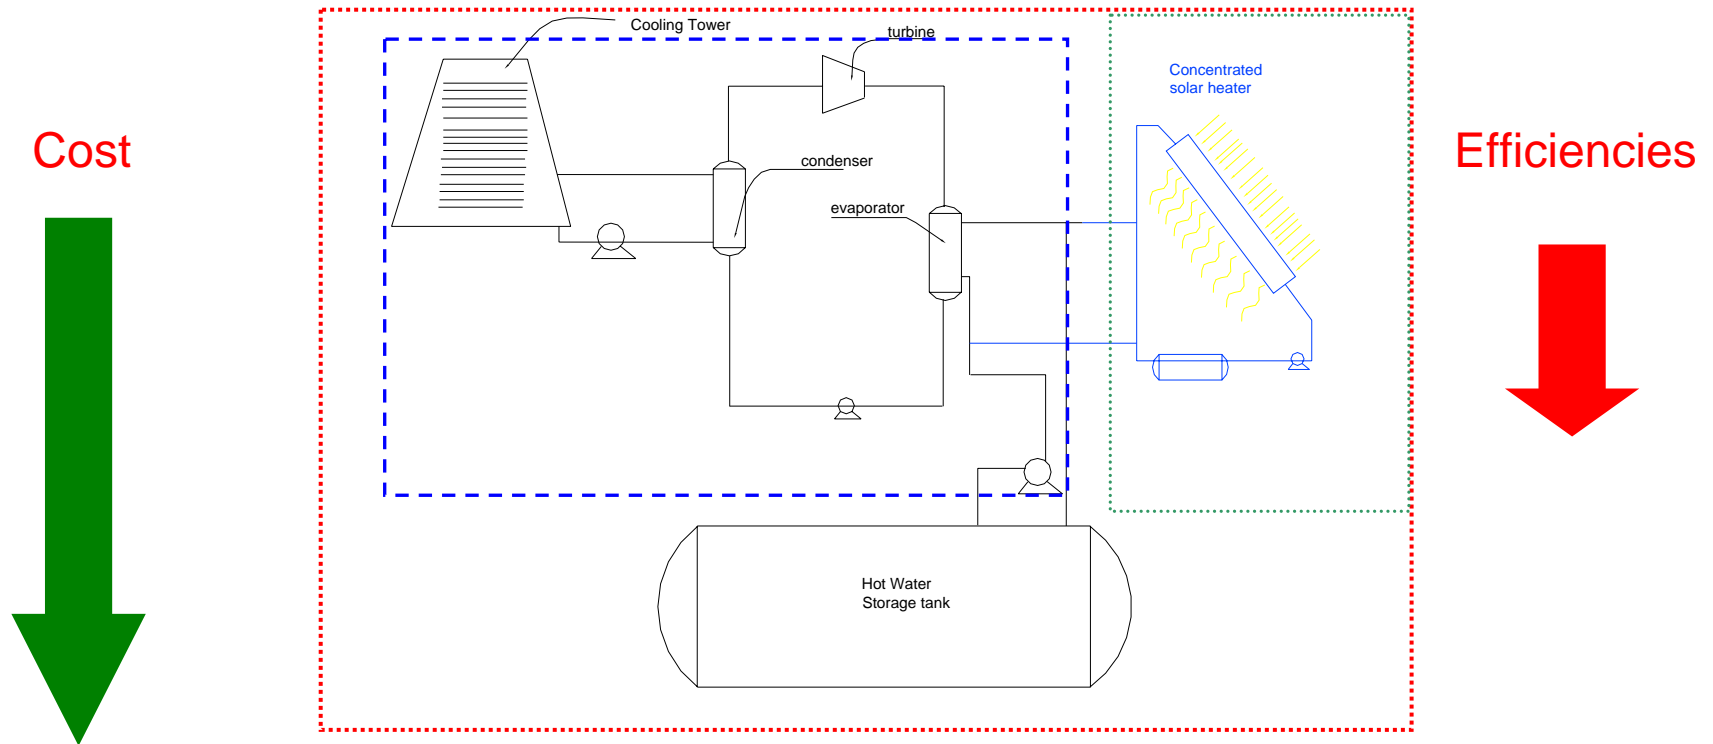 Cooling Tower
turbine
Concentrated
solar heater
Cost
Efficiencies
condenser
evaporator
Hot Water
Storage tank